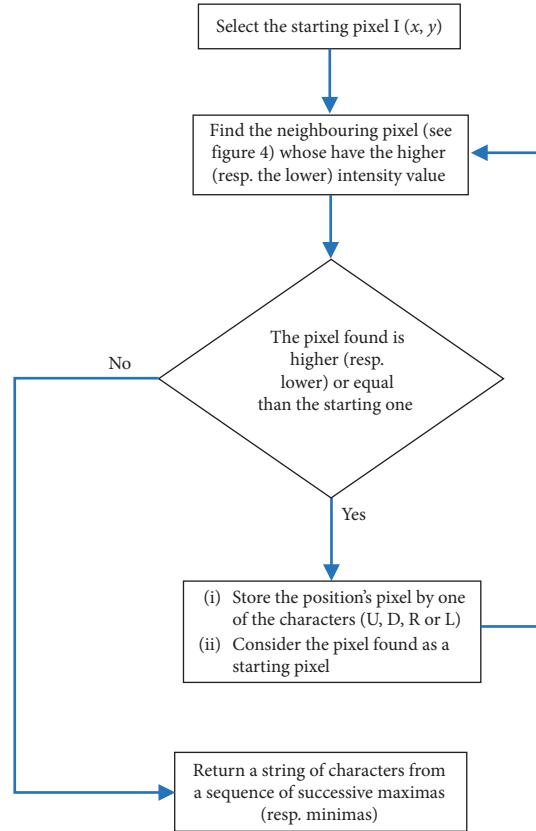 Select the starting pixel I (x, y)
Find the neighbouring pixel (see
figure 4) whose have the higher
(resp. the lower) intensity value
The pixel found is
higher (resp.
lower) or equal
than the starting one
No
Yes
(i) Store the position's pixel by one
of the characters (U, D, R or L)
(ii) Consider the pixel found as a
starting pixel
Return a string of characters from
a sequence of successive maximas
(resp. minimas)